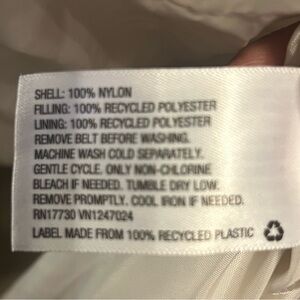 SHELL: 100% NYLON
FILLING: 100% RECYCLED POLYESTER
LINING: 100% RECYCLED POLYESTER
REMOVE BELT BEFORE WASHING.
MACHINE WASH COLD SEPARATELY.
GENTLE CYCLE. ONLY NON-CHLORINE
BLEACH IF NEEDED. TUMBLE DRY LOW.
REMOVE PROMPTLY. COOL IRON IF NEEDED.
RN17730 VN1247024
LABEL MADE FROM 100% RECYCLED PLASTIC